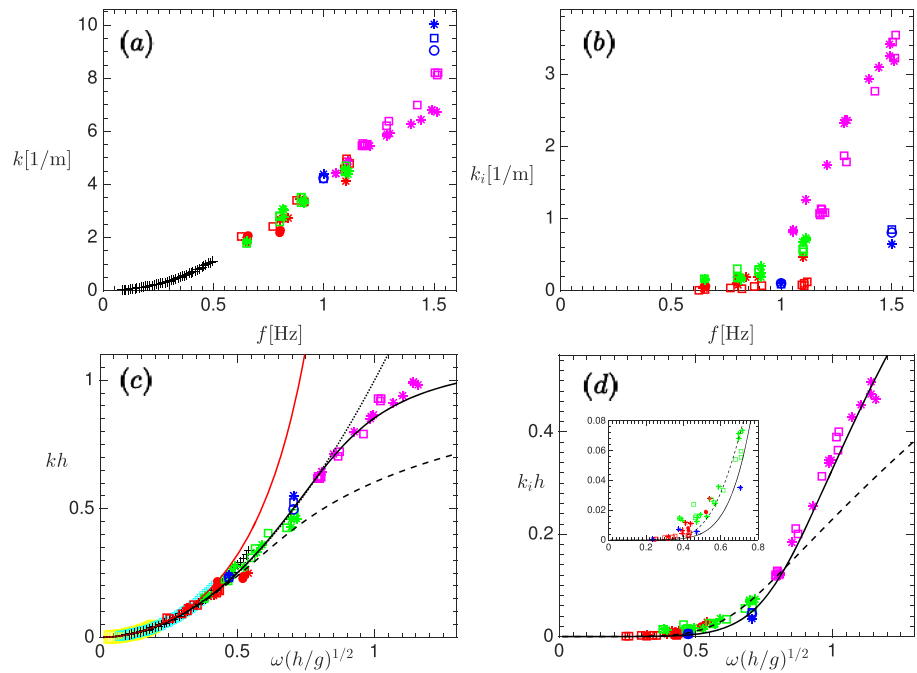 (a)
10
8
6
4
2
0
k[1/m]
0 0.5 1 1.5
f[Hz]
(b)
3
2
1
0
k_i[1/m]
0 0.5 1 1.5
f[Hz]
(c)
1
0.5
0
kh
0.5 1
ω(h/g)^{1/2}
(d)
0.4
0.2
0
k_ih
0.08
0.06
0.04
0.02
0
0 0.2 0.4 0.6 0.8
0 0.5 1
ω(h/g)^{1/2}